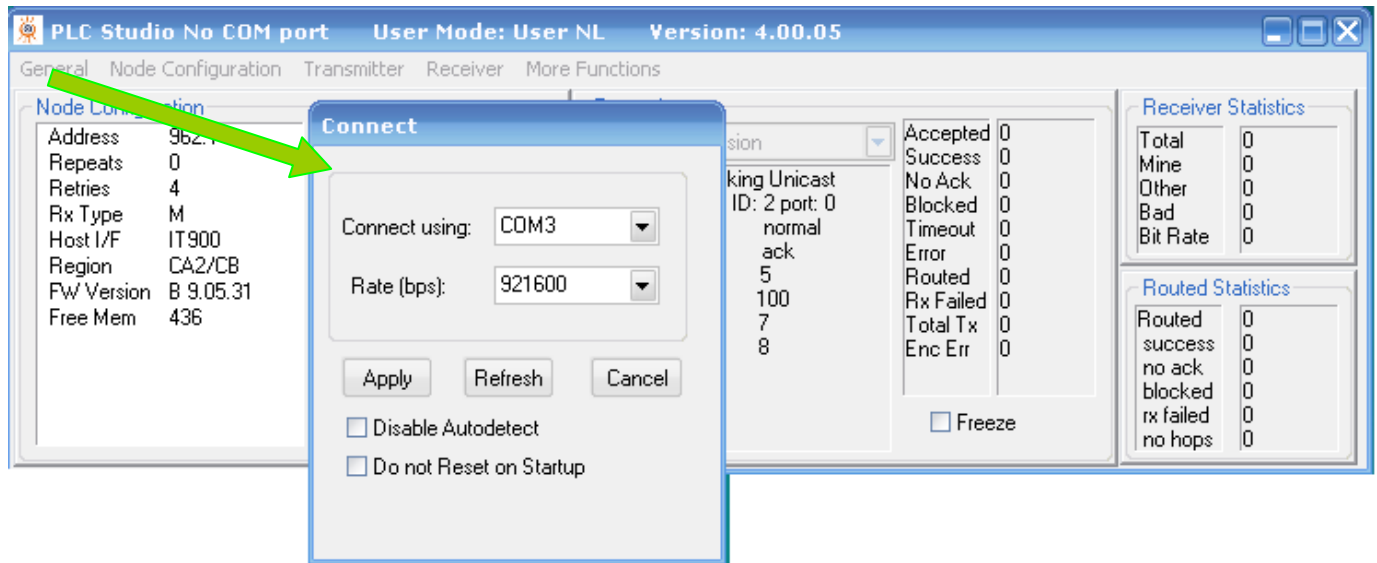 PLC Studio No COM port User Mode: User NL Version: 4.00.05
General Node Configuration Transmitter Receiver More Functions
Node Configuration
Address 962.
Repeats 0
Retries 4
Rx Type M
Host I/F IT900
Region CA2/CB
FW Version B 9.05.31
Free Mem 436
Connect
Connect using: COM3
Rate (bps): 921600
Apply Refresh Cancel
Disable Autodetect
Do not Reset on Startup
sion
king Unicast
ID: 2 port: 0
normal
ack
5
100
7
8
Accepted 0
Success 0
No Ack 0
Blocked 0
Timeout 0
Error 0
Routed 0
Rx Failed 0
Total Tx 0
Enc Err 0
Freeze
Receiver Statistics
Total 0
Mine 0
Other 0
Bad 0
Bit Rate 0
Routed Statistics
Routed 0
success 0
no ack 0
blocked 0
rx failed 0
no hops 0